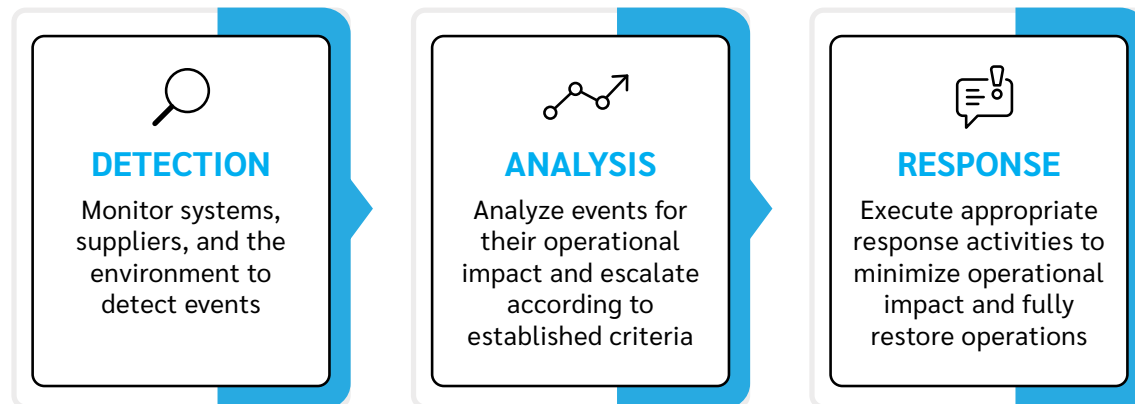 DETECTION
Monitor systems,
suppliers, and the
environment to
detect events
ANALYSIS
Analyze events for
their operational
impact and escalate
according to
established criteria
RESPONSE
Execute appropriate
response activities to
minimize operational
impact and fully
restore operations